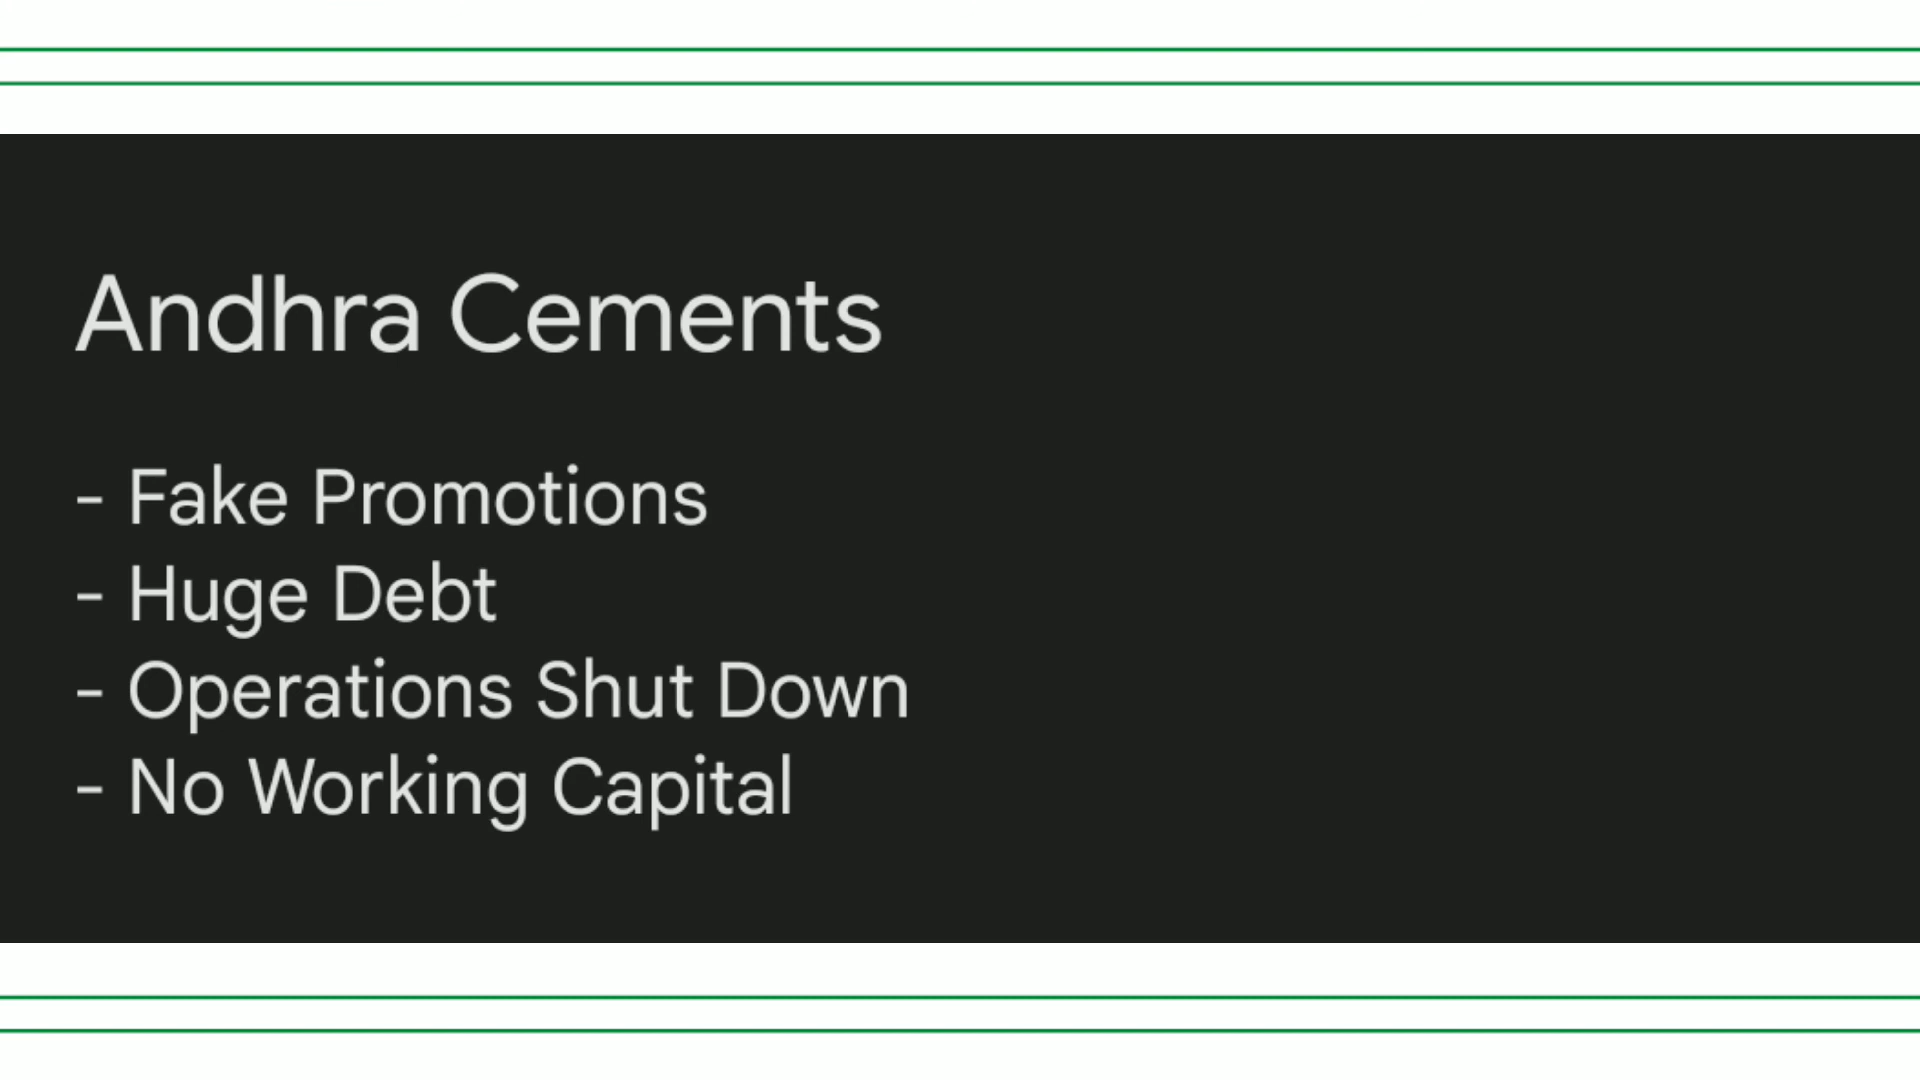 Andhra Cements
- Fake Promotions
- Huge Debt
- Operations Shut Down
- No Working Capital